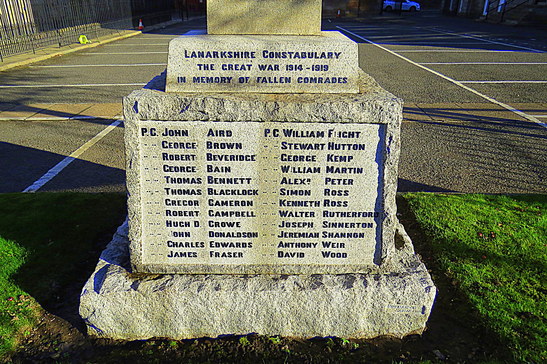 LANARKSHIRE CONSTABULARY
THE GREAT WAR 1914-1919
IN MEMORY OF FALLEN COMRADES
P.C. JOHN AIRD
GEORGE BROWN
ROBERT BEVERIDGE
GEORGE BAIN
THOMAS BENNETT
THOMAS BLACKLOCK
GREGOR CAMERON
ROBERT CAMPBELL
HUGH D. CROWE
JOHN DONALDSON
CHARLES EDWARDS
JAMES FRASER
P.C. WILLIAM FLIGHT
STEWART HUTTON
GEORGE KEMP
WILLIAM MARTIN
ALEXR PETER
SIMON ROSS
KENNETH ROSS
WALTER RUTHERFORD
JOSEPH SINNERTON
JEREMIAH SHANNON
ANTHONY WEIR
DAVID WOOD